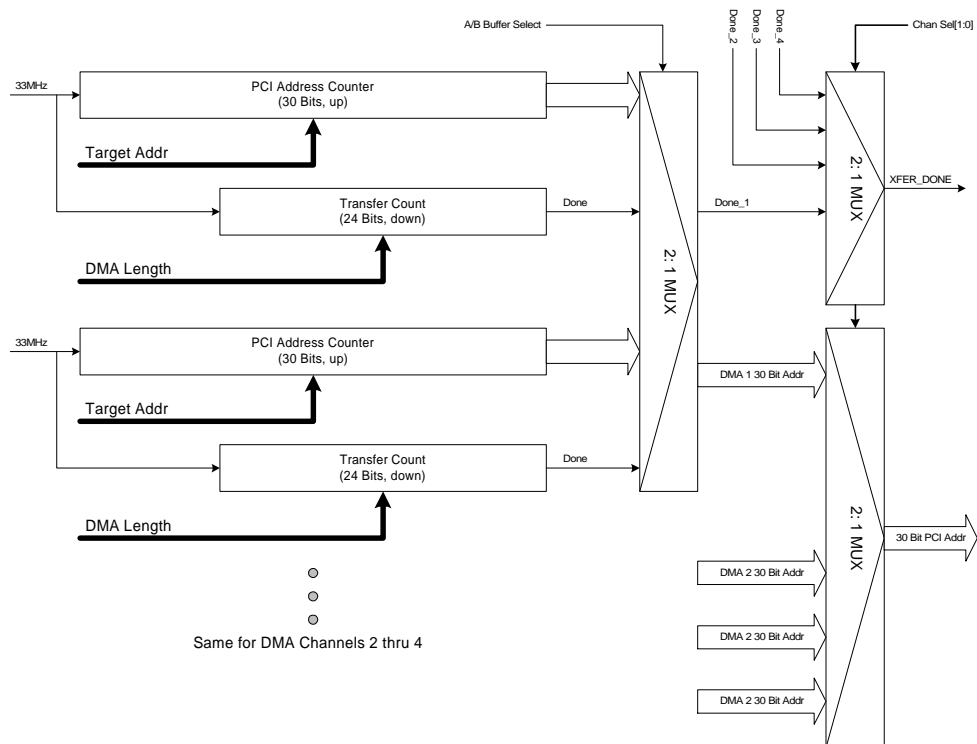 A/B Buffer Select
Done_2
Done_3
Done_4
Chan Sel[1:0]
33MHz
PCI Address Counter
(30 Bits, up)
Target Addr
Transfer Count
(24 Bits, down)
Done
DMA Length
2: 1 MUX
Done_1
2: 1 MUX
XFER_DONE
33MHz
PCI Address Counter
(30 Bits, up)
Target Addr
Transfer Count
(24 Bits, down)
Done
DMA Length
DMA 1 30 Bit Addr
2: 1 MUX
30 Bit PCI Addr
DMA 2 30 Bit Addr
DMA 2 30 Bit Addr
DMA 2 30 Bit Addr
Same for DMA Channels 2 thru 4